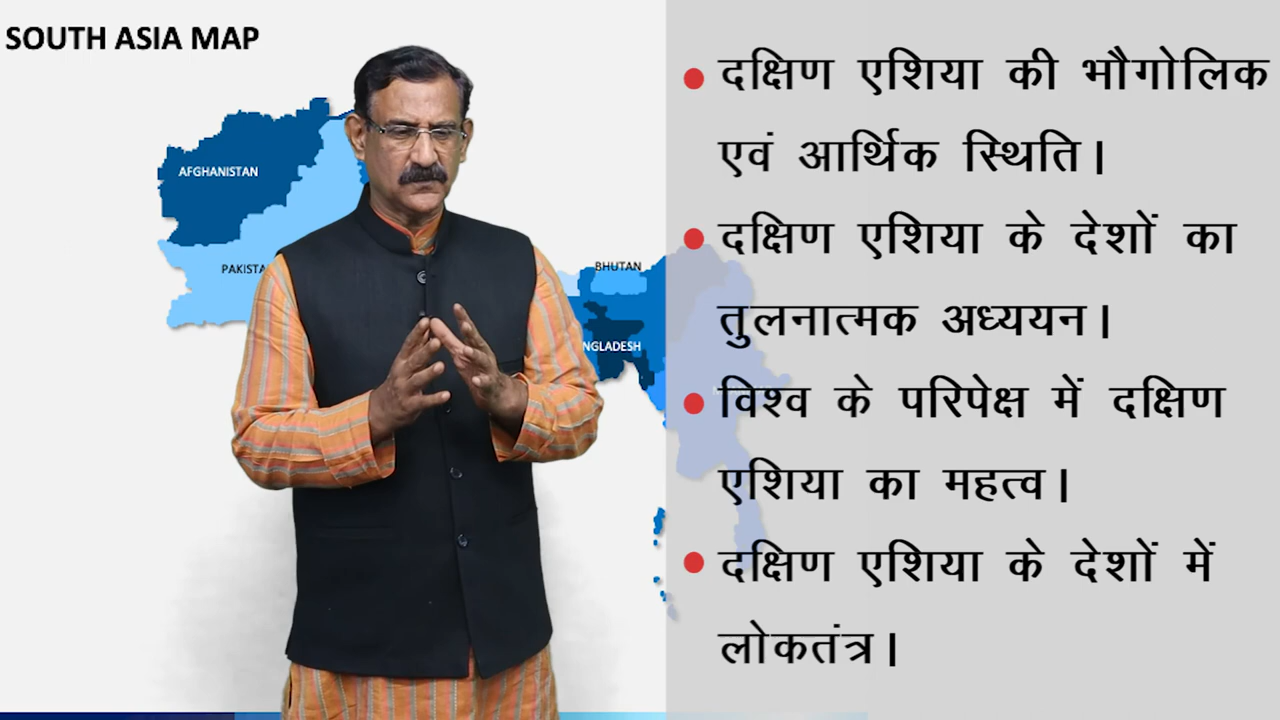 SOUTH ASIA MAP
AFGHANISTAN
BHUTAN
दक्षिण एशिया की भौगोलिक
एवं आर्थिक स्थिति।
दक्षिण एशिया के देशों का
तुलनात्मक अध्ययन।
विश्व के परिपेक्ष में दक्षिण
एशिया का महत्व।
दक्षिण एशिया के देशों में
लोकतंत्र।